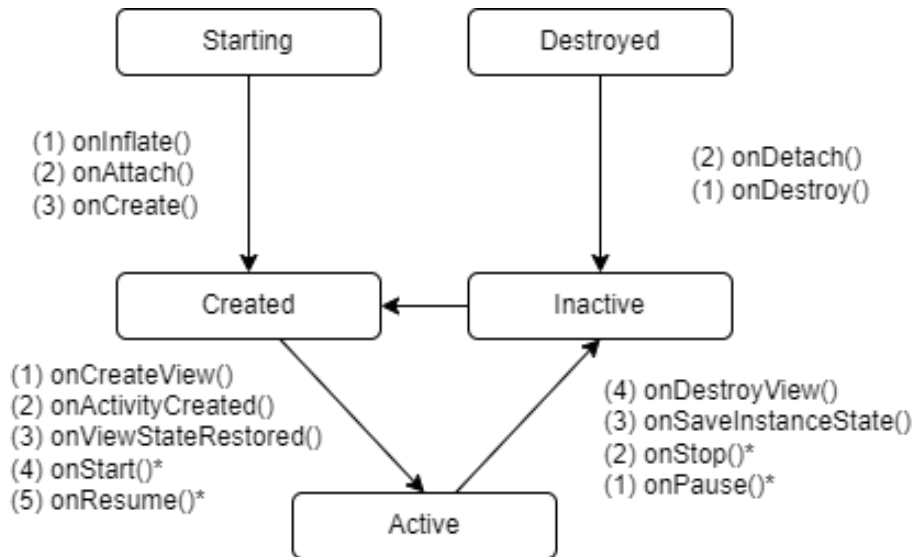 Starting
Destroyed
(1) onInflate()
(2) onAttach()
(3) onCreate()
(2) onDetach()
(1) onDestroy()
Created
Inactive
(1) onCreateView()
(2) onActivityCreated()
(3) onViewStateRestored()
(4) onStart()*
(5) onResume()*
(4) onDestroyView()
(3) onSaveInstanceState()
(2) onStop()*
(1) onPause()*
Active